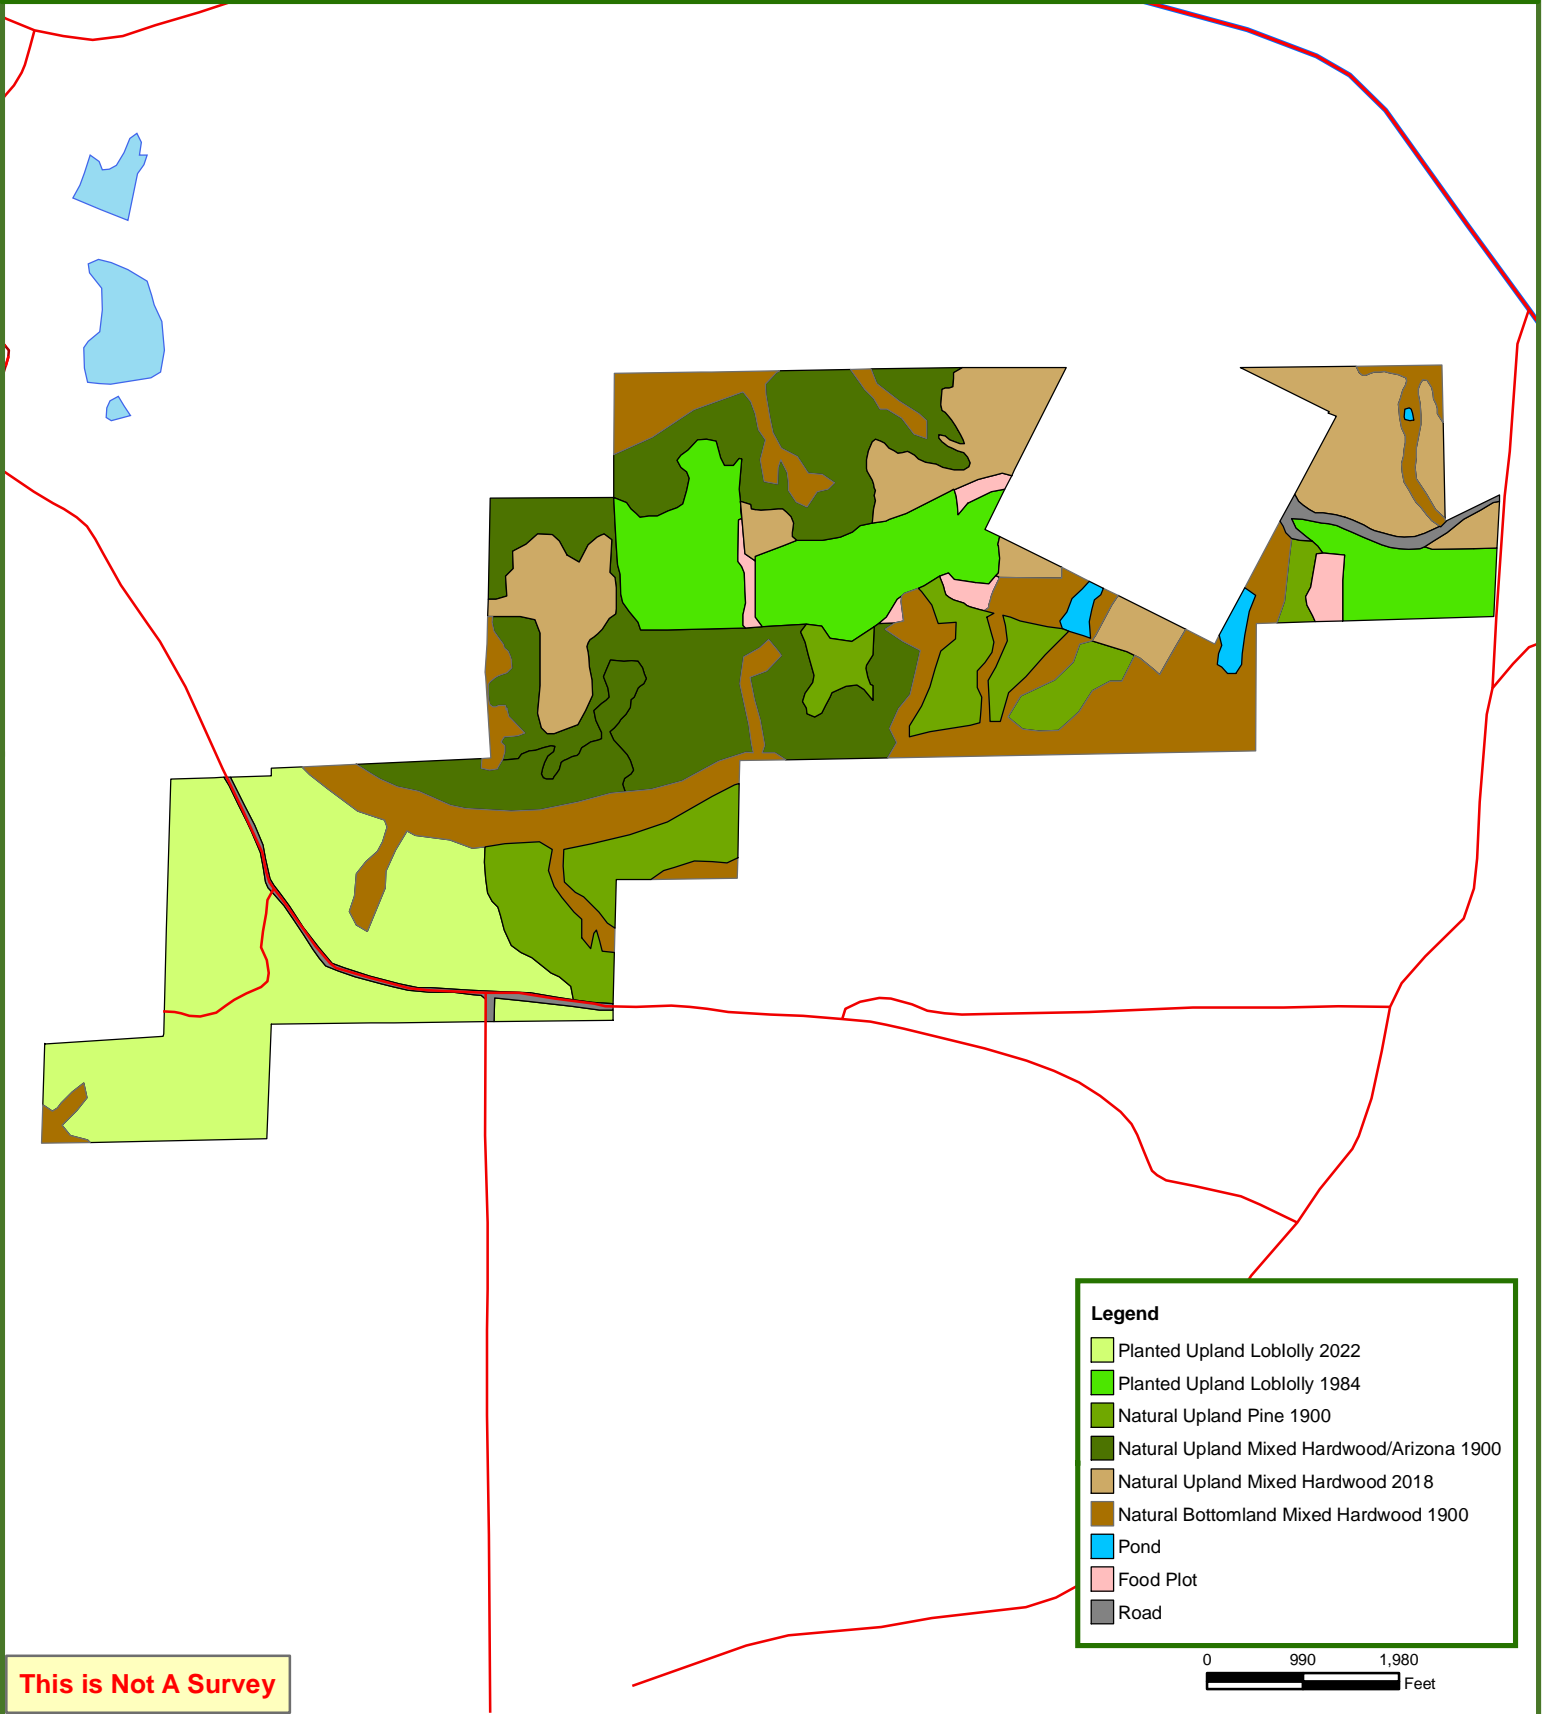 Legend
Planted Upland Loblolly 2022
Planted Upland Loblolly 1984
Natural Upland Pine 1900
Natural Upland Mixed Hardwood/Arizona 1900
Natural Upland Mixed Hardwood 2018
Natural Bottomland Mixed Hardwood 1900
Pond
Food Plot
Road
0 990 1,980
Feet
This is Not A Survey